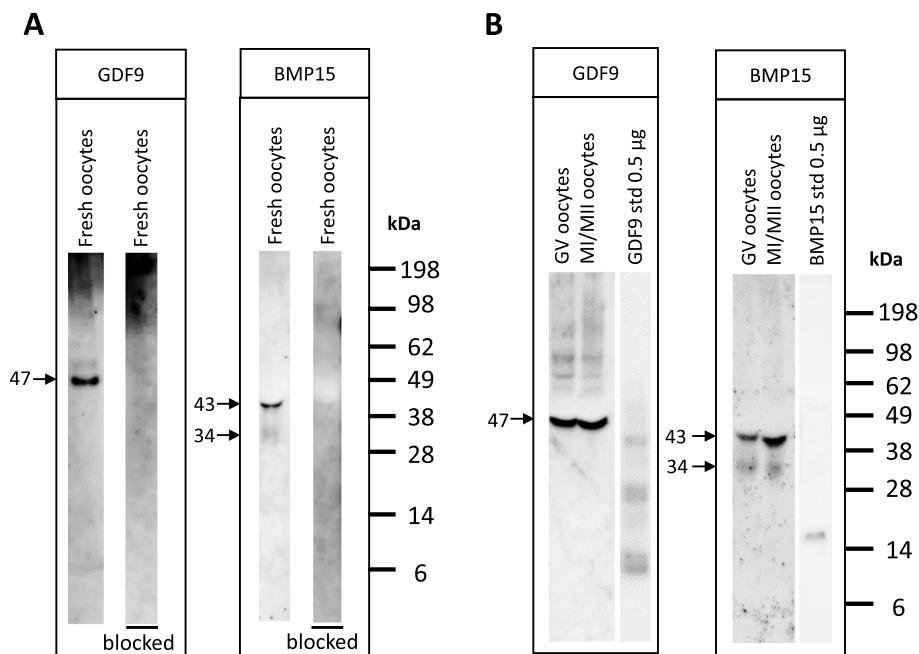 A
GDF9
Fresh oocytes
Fresh oocytes
47
blocked
BMP15
Fresh oocytes
Fresh oocytes
43
34
blocked
kDa
198
98
62
49
38
28
14
6
B
GDF9
GV oocytes
MI/MII oocytes
GDF9 std 0.5 µg
47
BMP15
GV oocytes
MI/MII oocytes
BMP15 std 0.5 µg
43
34
kDa
198
98
62
49
38
28
14
6